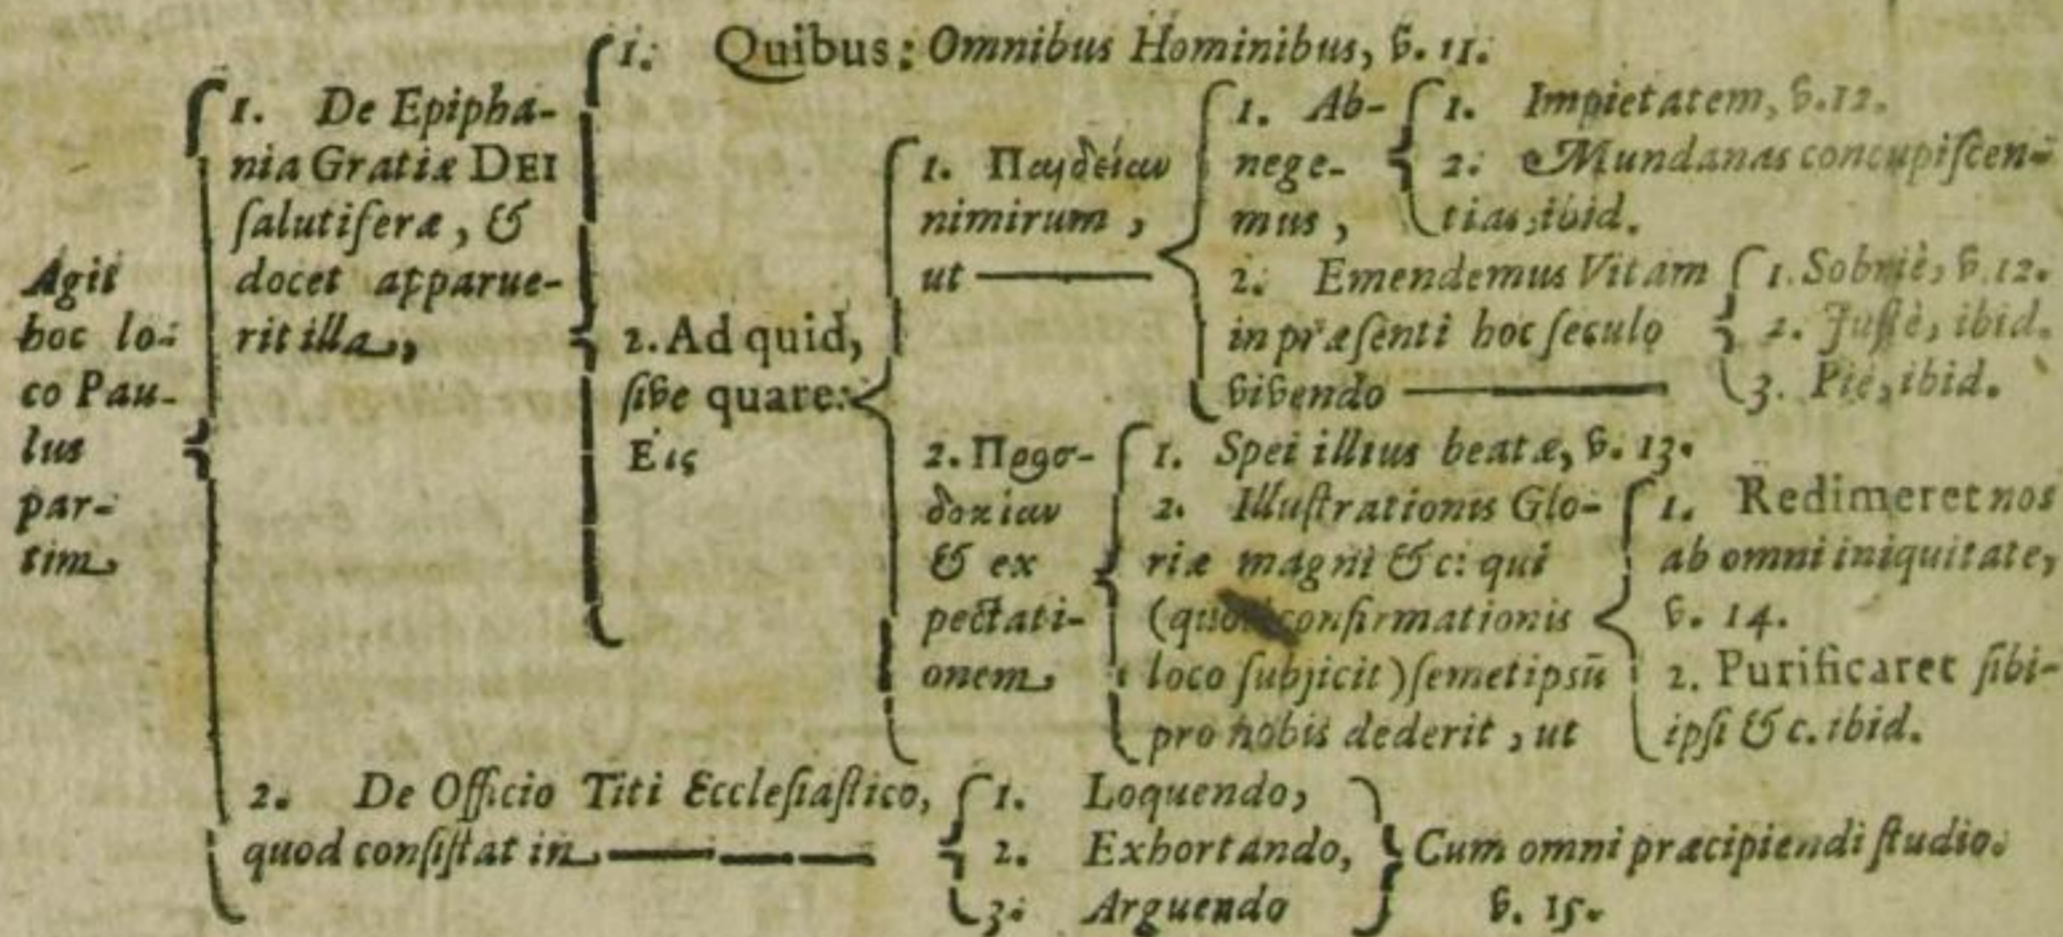 Agit
hoc lo-
co Pau-
lus
par-
tim
1. De Epipha-
nia Gratiæ DEI
ſalutiferæ, &
docet apparue-
rit illa,
1. Quibus: Omnibus Hominibus, v. 11.
2. Ad quid,
ſive quare:
Εἰς
1. Παιδείαν
nimirum,
ut
1. Ab-
nege-
mus,
1. Impietatem, v. 12.
2. Mundanas concupiſcen-
tias, ibid.
2. Emendemus Vitam
in præſenti hoc ſeculo
vivendo
1. Sobriè, v. 12.
2. Juſtè, ibid.
3. Piè, ibid.
2. Προσ-
δοκίαν
& ex
pectati-
onem
1. Spei illius beatæ, v. 13.
2. Illuſtrationis Glo-
riæ magni &c: qui
(quod confirmationis
loco ſubjicit) ſemetipsū
pro nobis dederit, ut
1. Redimeret nos
ab omni iniquitate,
v. 14.
2. Purificaret ſibi-
ipſi &c. ibid.
2. De Officio Titi Eccleſiaſtico,
quod conſiſtat in
1. Loquendo,
2. Exhortando,
3. Arguendo
Cum omni præcipiendi ſtudio.
v. 15.